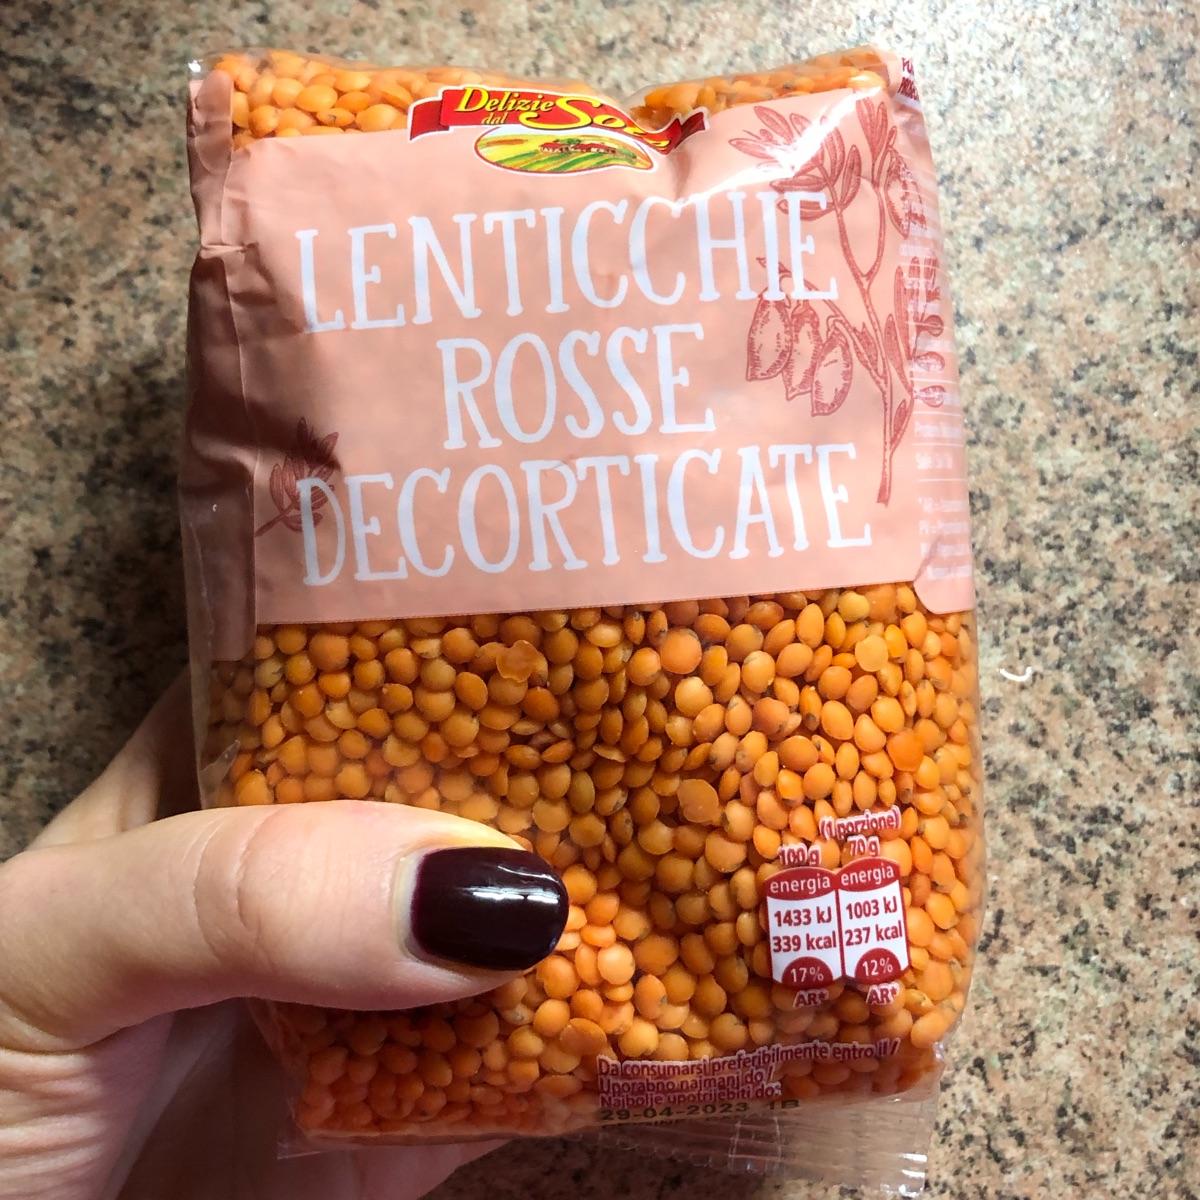 Delizie
dal Sole
LENTICCHIE
ROSSE
DECORTICATE
(1 porzione)
100 g 70 g
energia energia
1433 kJ 1003 kJ
339 kcal 237 kcal
17% 12%
AR* AR*
Da consumarsi preferibilmente entro il /
Uporabno najmanj do /
Najbolje upotrijebiti do:
29-04-2023 1B